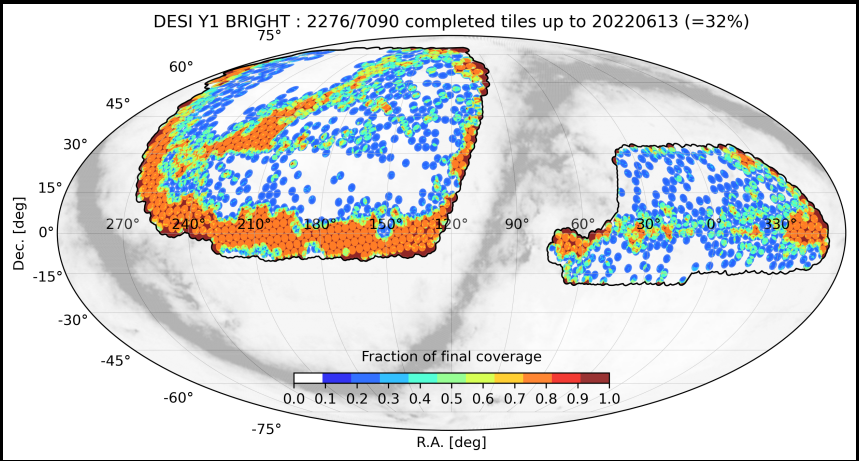 DESI Y1 BRIGHT : 2276/7090 completed tiles up to 20220613 (=32%)
75°
60°
45°
30°
15°
0°
-15°
-30°
-45°
-60°
-75°
Dec. [deg]
270° 240° 210° 180° 150° 120° 90° 60° 30° 0° 330°
Fraction of final coverage
0.0 0.1 0.2 0.3 0.4 0.5 0.6 0.7 0.8 0.9 1.0
R.A. [deg]